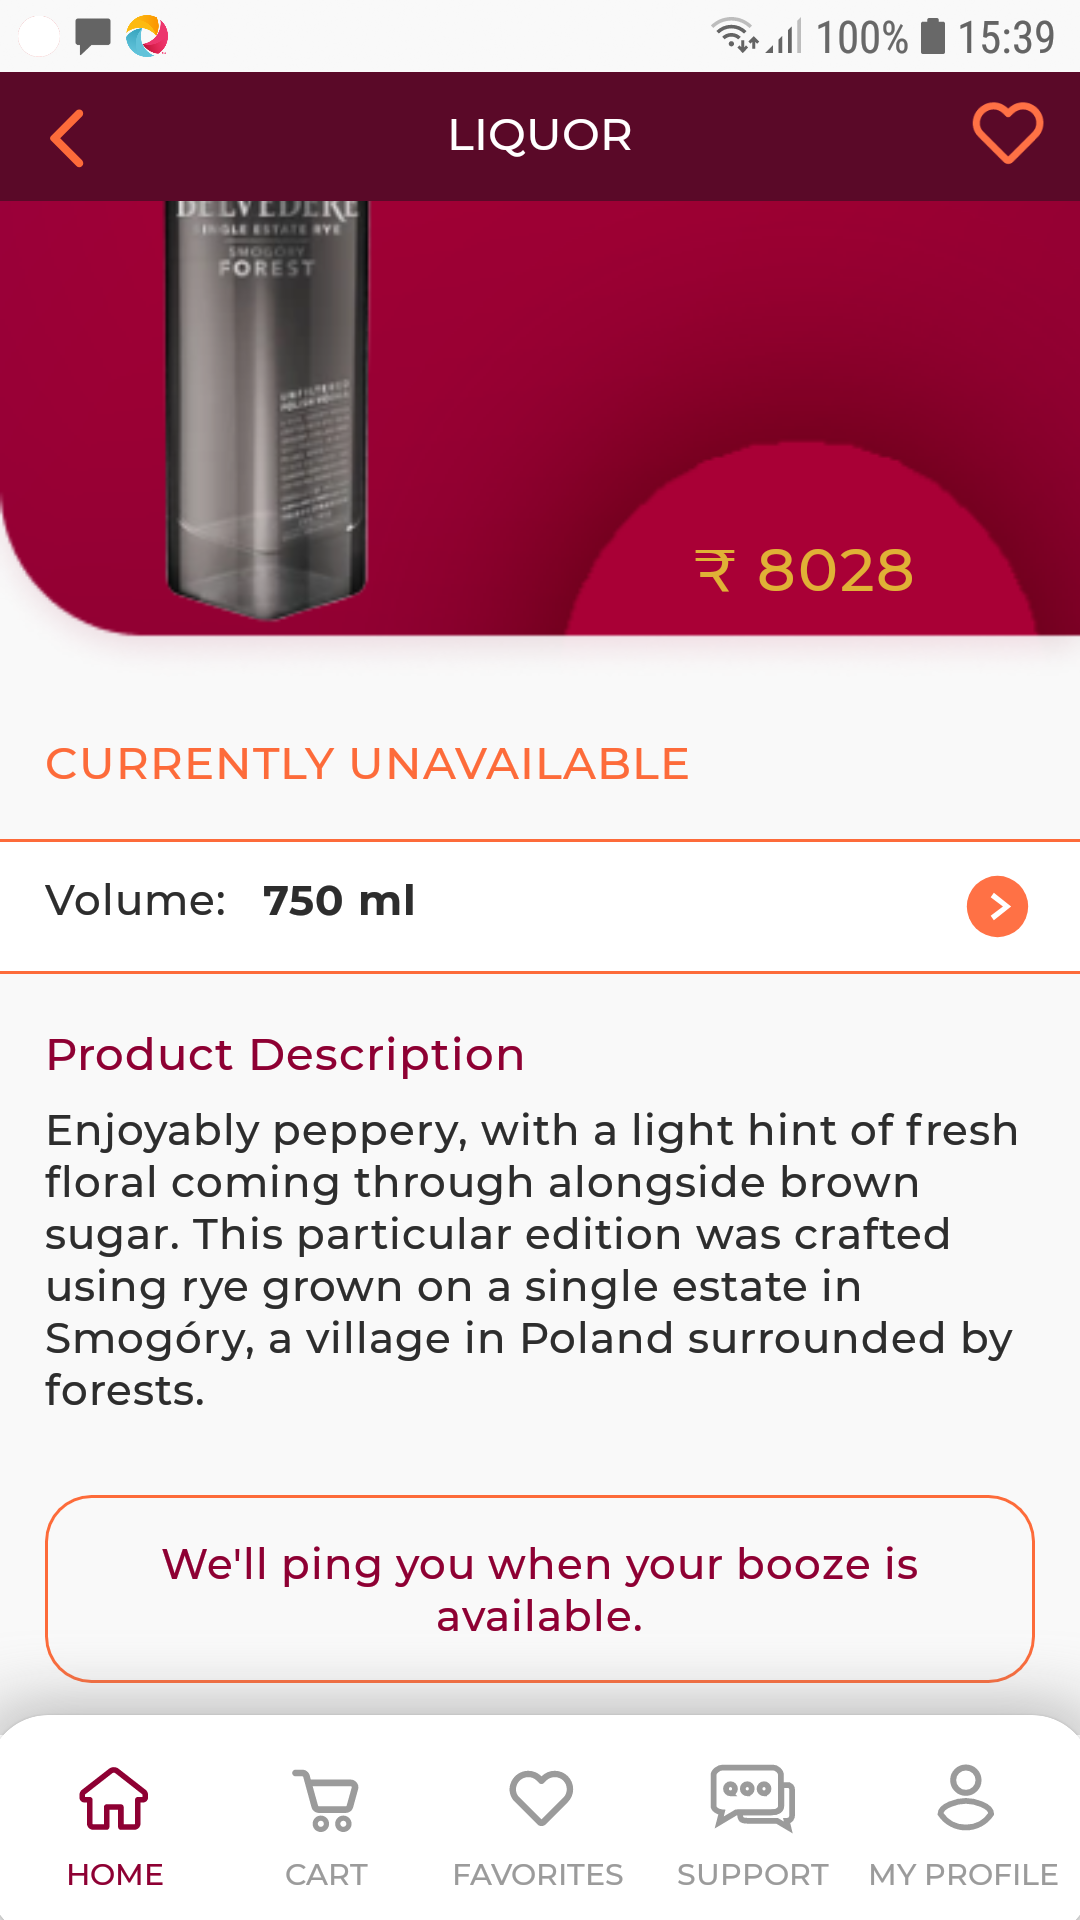 100% 15:39
LIQUOR
BELVEDERE
SINGLE ESTATE RYE
SMOGÓRY
FOREST
UNFILTERED
POLISH VODKA
₹ 8028
CURRENTLY UNAVAILABLE
Volume: 750 ml
Product Description
Enjoyably peppery, with a light hint of fresh
floral coming through alongside brown
sugar. This particular edition was crafted
using rye grown on a single estate in
Smogóry, a village in Poland surrounded by
forests.
We'll ping you when your booze is
available.
HOME CART FAVORITES SUPPORT MY PROFILE